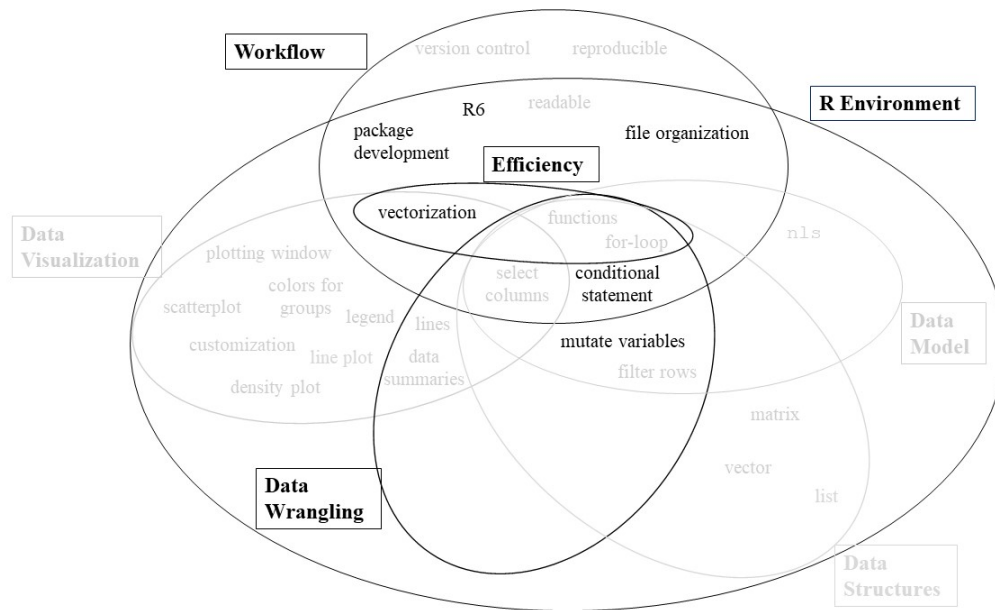 Workflow
version control
reproducible
R6
readable
R Environment
package
development
file organization
Efficiency
vectorization
functions
Data
Visualization
nls
plotting window
for-loop
select
columns
conditional
statement
colors for
groups
scatterplot
legend
lines
Data
Model
customization
line plot
data
summaries
mutate variables
density plot
filter rows
matrix
vector
Data
Wrangling
list
Data
Structures